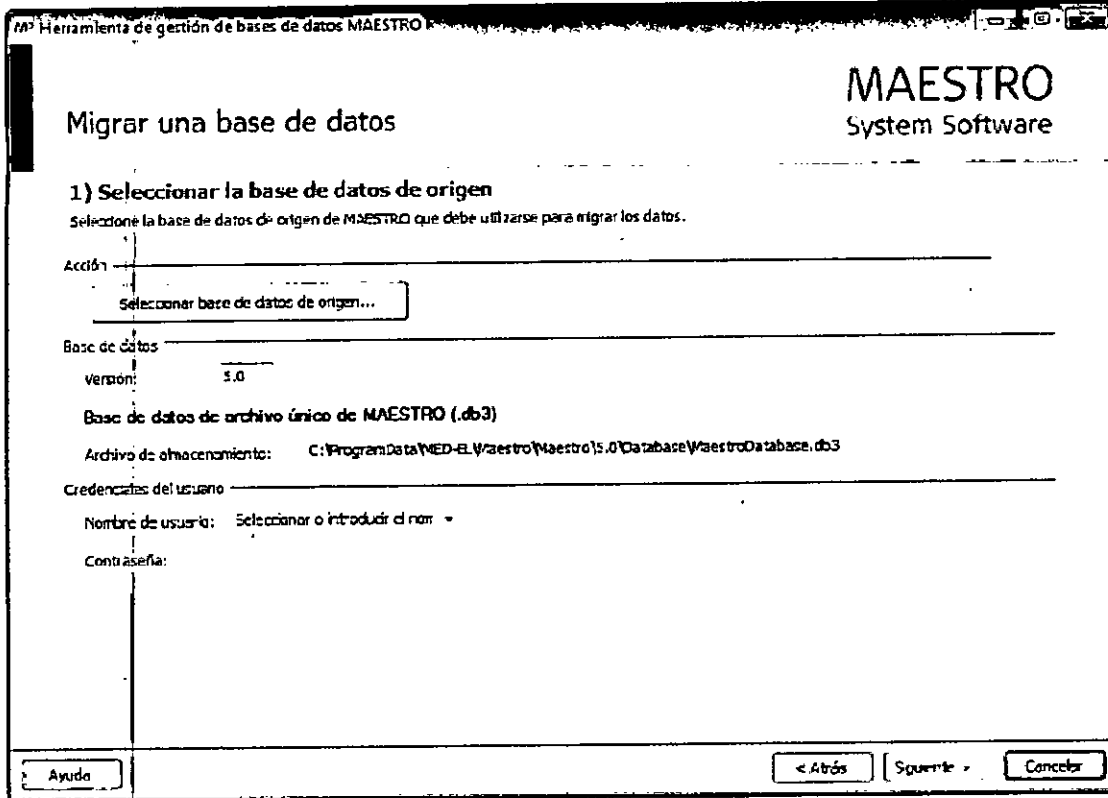 Herramienta de gestión de bases de datos MAESTRO
MAESTRO
System Software
Migrar una base de datos
1) Seleccionar la base de datos de origen
Seleccione la base de datos de origen de MAESTRO que debe utilizarse para migrar los datos.
Acción
Seleccionar base de datos de origen...
Base de datos
Versión: 5.0
Base de datos de archivo único de MAESTRO (.db3)
Archivo de almacenamiento: C:\ProgramData\MED-EL\Maestro\Maestro\5.0\Database\MaestroDatabase.db3
Credenciales del usuario
Nombre de usuario: Seleccionar o introducir el nom
Contraseña:
Ayuda
< Atrás
Siguiente >
Cancelar